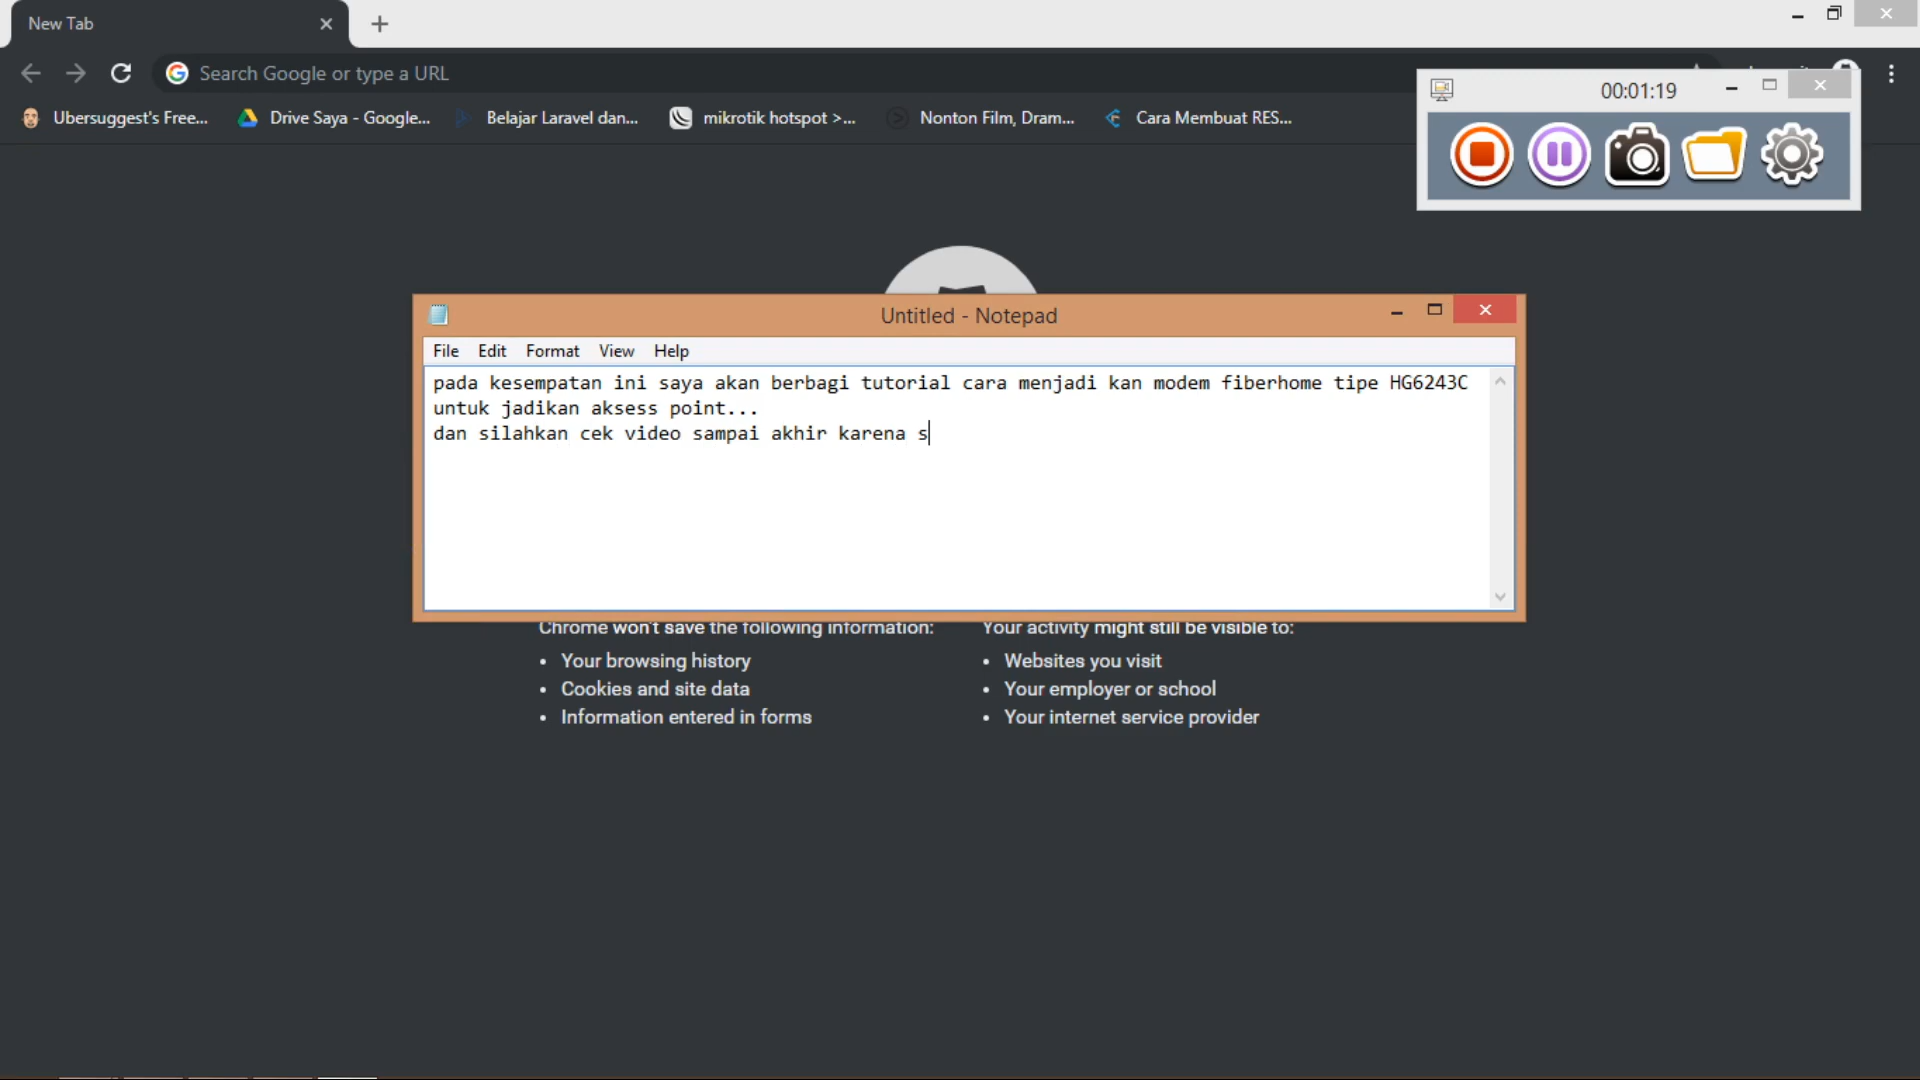 New Tab
Search Google or type a URL
Ubersuggest's Free...
Drive Saya - Google...
Belajar Laravel dan...
mikrotik hotspot >...
Nonton Film, Dram...
Cara Membuat RES...
00:01:19
Untitled - Notepad
File Edit Format View Help
pada kesempatan ini saya akan berbagi tutorial cara menjadi kan modem fiberhome tipe HG6243C
untuk jadikan aksess point...
dan silahkan cek video sampai akhir karena s
Chrome won't save the following information:
Your browsing history
Cookies and site data
Information entered in forms
Your activity might still be visible to:
Websites you visit
Your employer or school
Your internet service provider